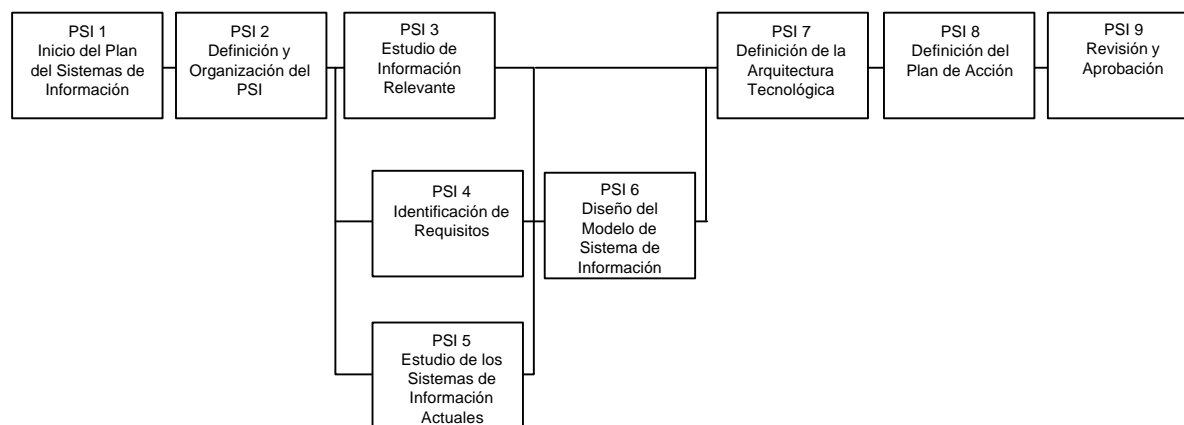 PSI 1
Inicio del Plan
del Sistemas de
Información
PSI 2
Definición y
Organización del
PSI
PSI 3
Estudio de
Información
Relevante
PSI 4
Identificación de
Requisitos
PSI 5
Estudio de los
Sistemas de
Información
Actuales
PSI 6
Diseño del
Modelo de
Sistema de
Información
PSI 7
Definición de la
Arquitectura
Tecnológica
PSI 8
Definición del
Plan de Acción
PSI 9
Revisión y
Aprobación